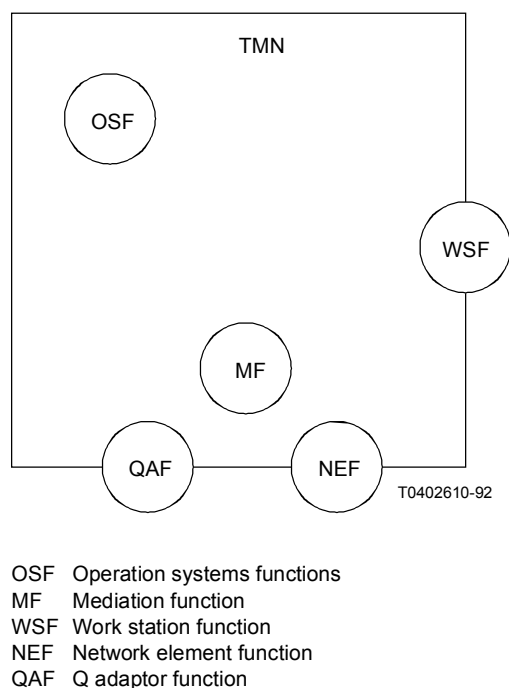 TMN
OSF
WSF
MF
QAF
NEF
T0402610-92
OSF Operation systems functions
MF Mediation function
WSF Work station function
NEF Network element function
QAF Q adaptor function